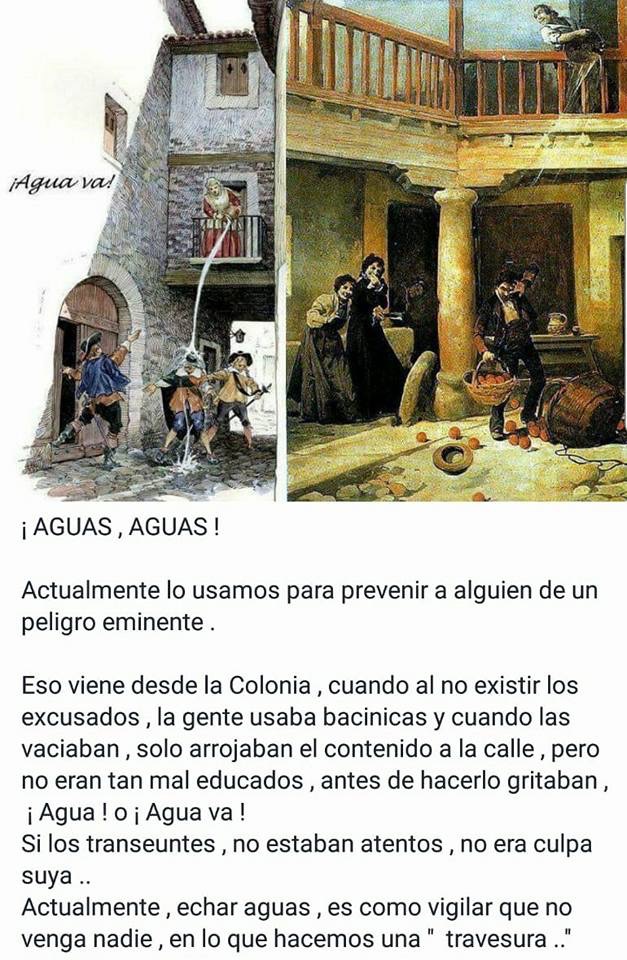 ¡Agua va!
¡ AGUAS , AGUAS !
Actualmente lo usamos para prevenir a alguien de un
peligro eminente .
Eso viene desde la Colonia , cuando al no existir los
excusados , la gente usaba bacinicas y cuando las
vaciaban , solo arrojaban el contenido a la calle , pero
no eran tan mal educados , antes de hacerlo gritaban ,
¡ Agua ! o ¡ Agua va !
Si los transeuntes , no estaban atentos , no era culpa
suya ..
Actualmente , echar aguas , es como vigilar que no
venga nadie , en lo que hacemos una " travesura .."